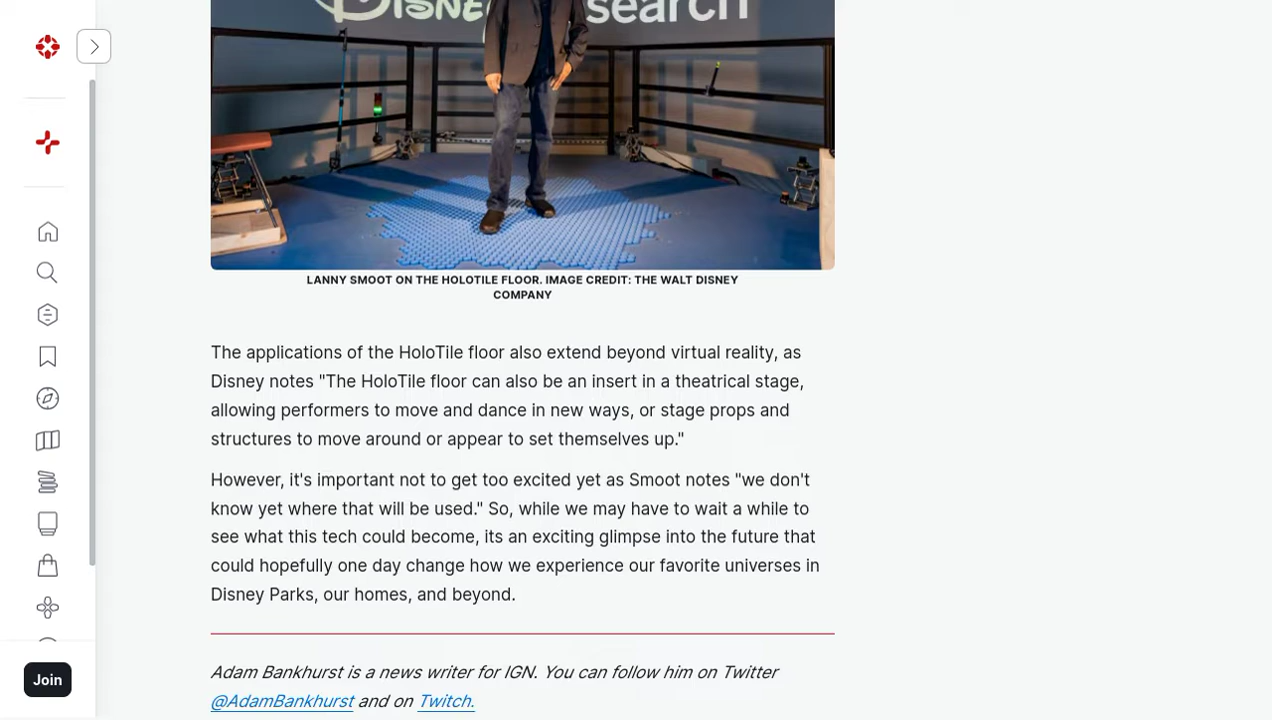 DISNEY search
LANNY SMOOT ON THE HOLOTILE FLOOR. IMAGE CREDIT: THE WALT DISNEY
COMPANY
The applications of the HoloTile floor also extend beyond virtual reality, as
Disney notes "The HoloTile floor can also be an insert in a theatrical stage,
allowing performers to move and dance in new ways, or stage props and
structures to move around or appear to set themselves up."
However, it's important not to get too excited yet as Smoot notes "we don't
know yet where that will be used." So, while we may have to wait a while to
see what this tech could become, its an exciting glimpse into the future that
could hopefully one day change how we experience our favorite universes in
Disney Parks, our homes, and beyond.
Join
Adam Bankhurst is a news writer for IGN. You can follow him on Twitter
@AdamBankhurst and on Twitch.